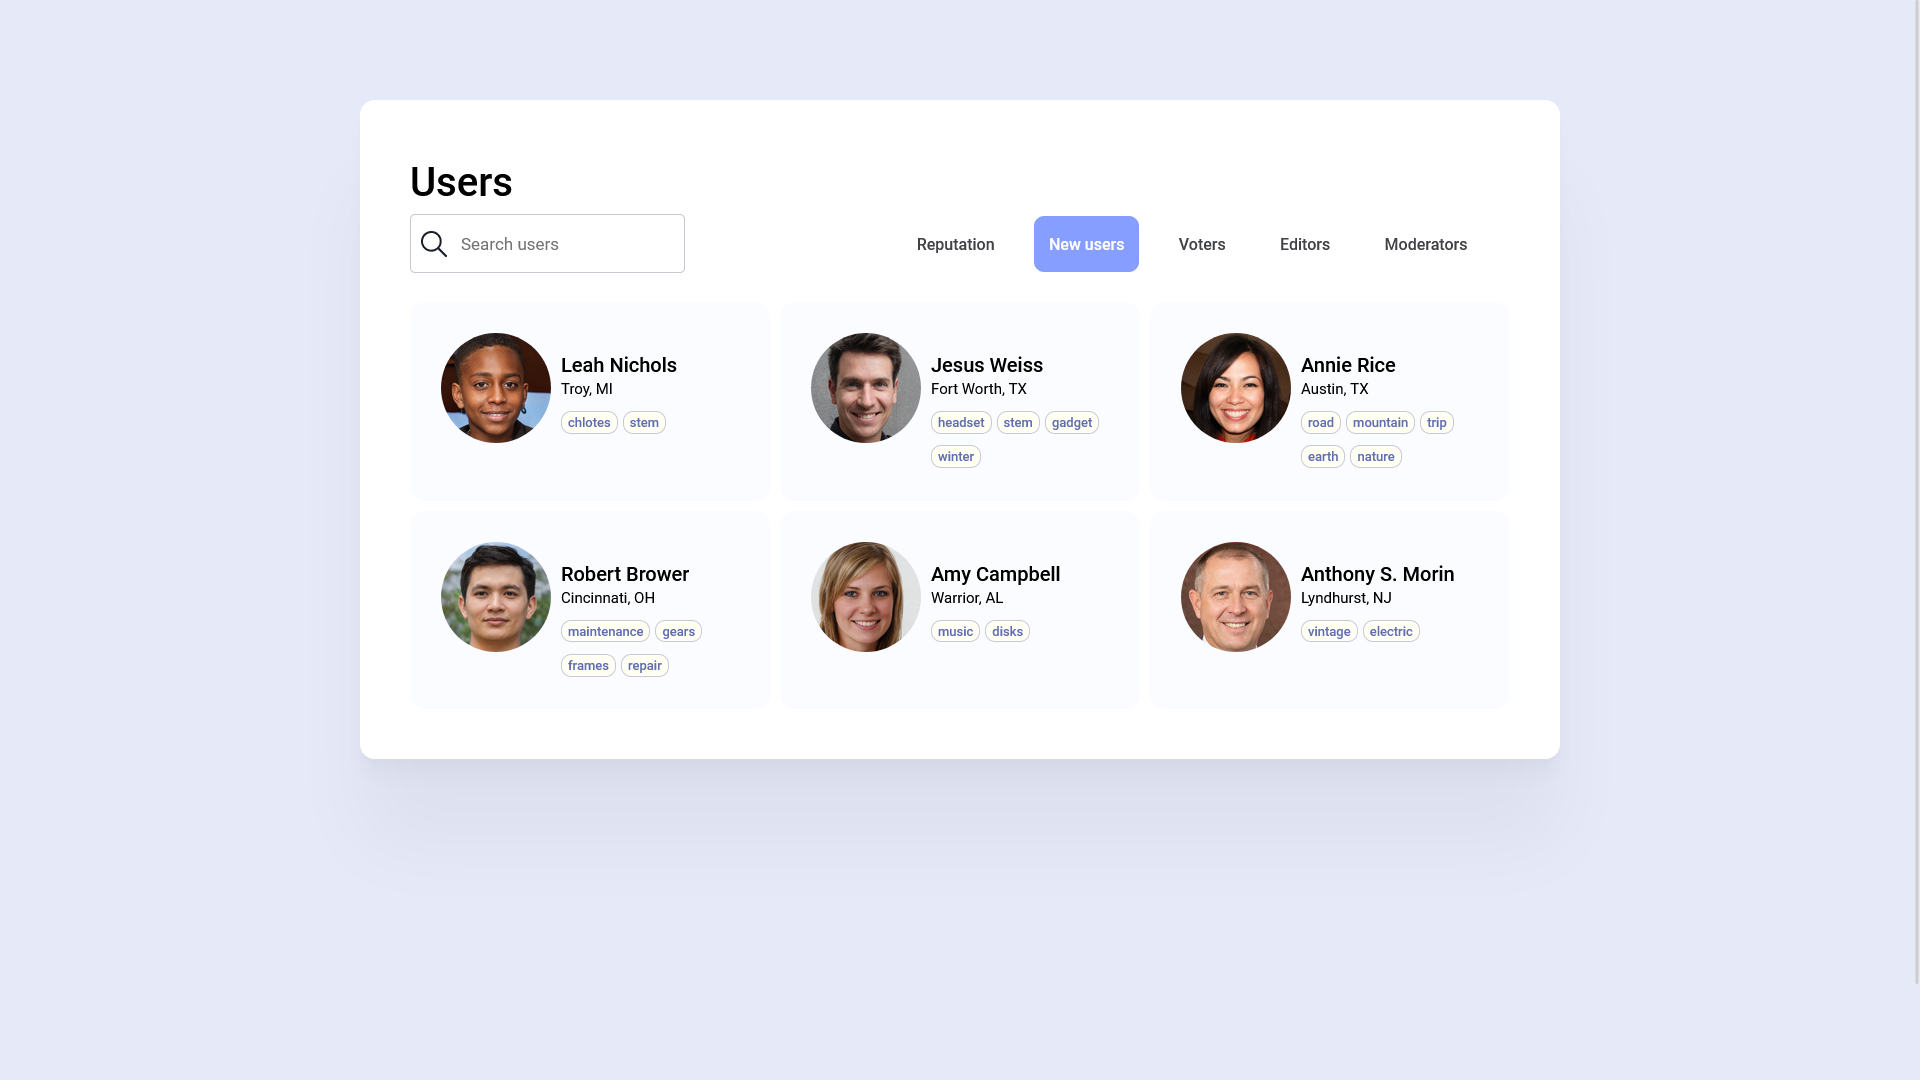 Users
Search users
Reputation New users Voters Editors Moderators
Leah Nichols
Troy, MI
chlotes stem
Jesus Weiss
Fort Worth, TX
headset stem gadget
winter
Annie Rice
Austin, TX
road mountain trip
earth nature
Robert Brower
Cincinnati, OH
maintenance gears
frames repair
Amy Campbell
Warrior, AL
music disks
Anthony S. Morin
Lyndhurst, NJ
vintage electric